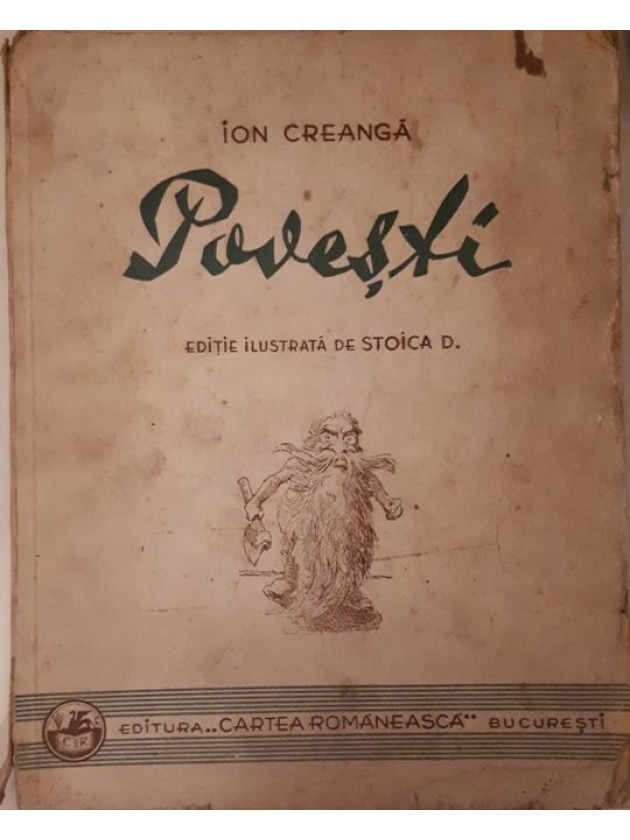 ION CREANGĂ
Povești
EDIȚIE ILUSTRATĂ DE STOICA D.
EDITURA „CARTEA ROMÂNEASCĂ" BUCUREȘTI
C R